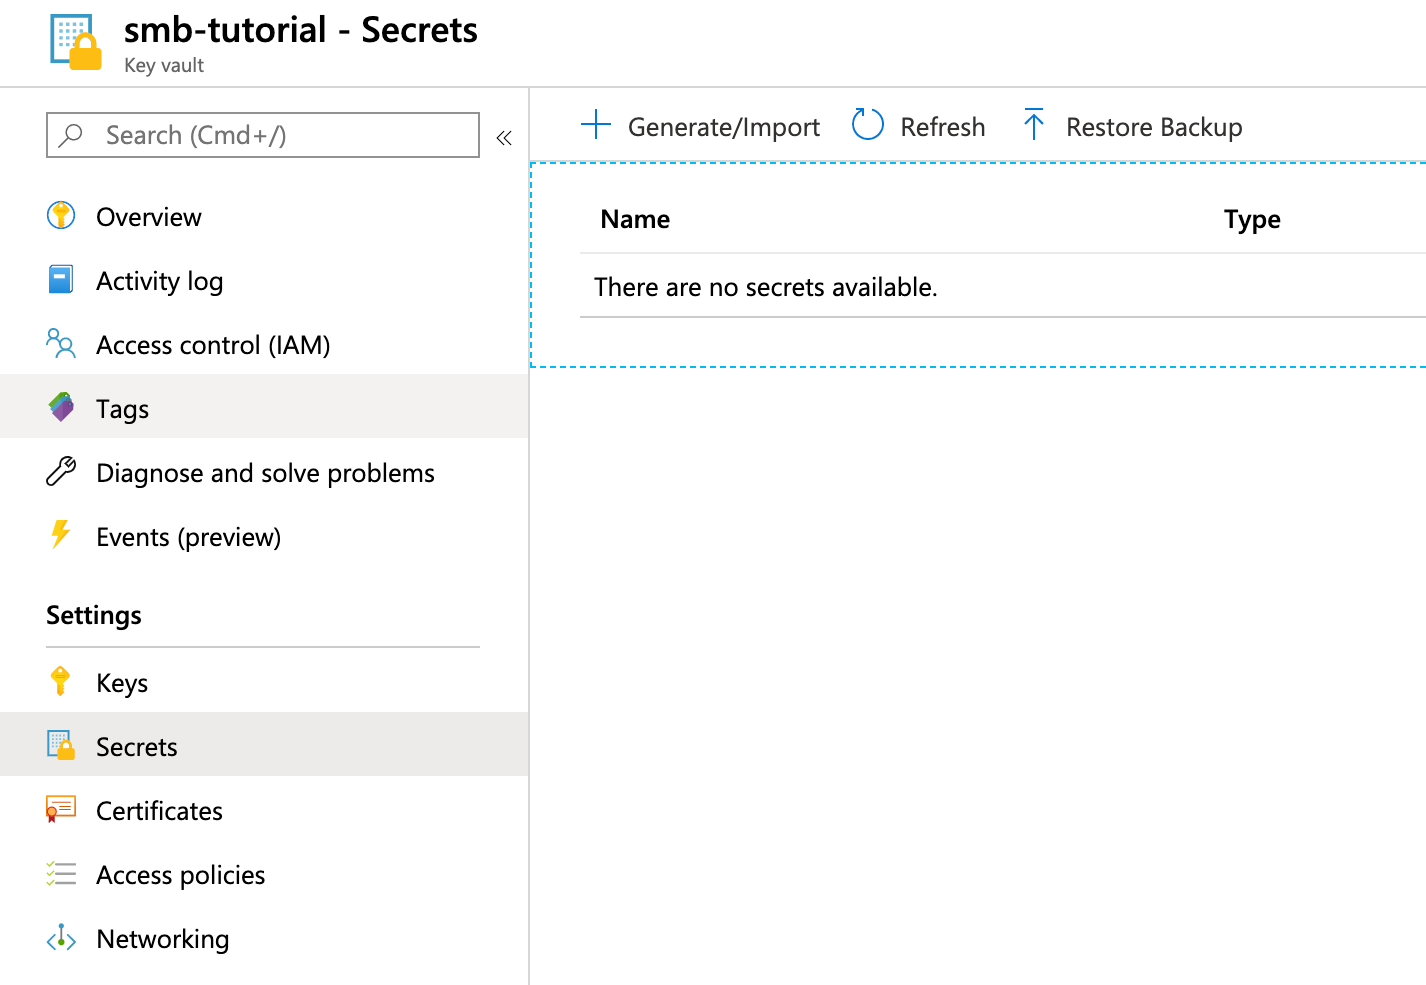 smb-tutorial - Secrets
Key vault
Search (Cmd+/)
Overview
Activity log
Access control (IAM)
Tags
Diagnose and solve problems
Events (preview)
Settings
Keys
Secrets
Certificates
Access policies
Networking
Generate/Import Refresh Restore Backup
Name Type
There are no secrets available.